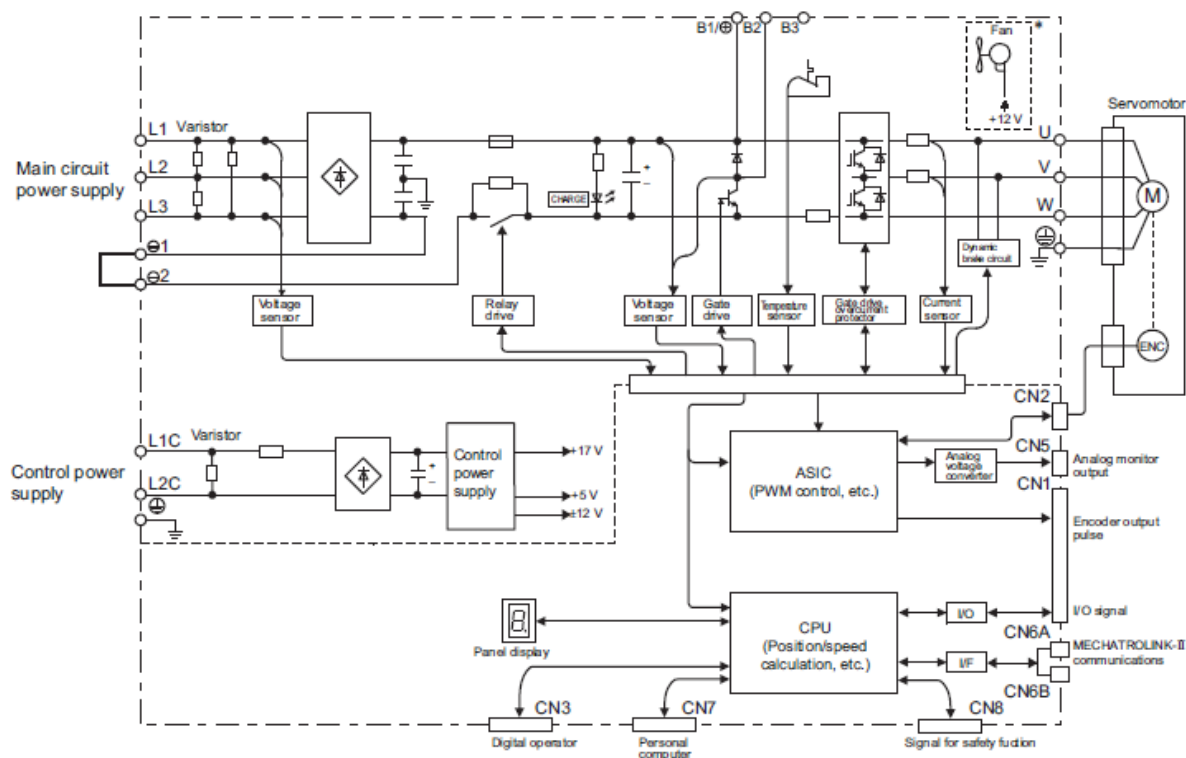 B1/⊕ B2 B3
Fan *
+12 V
Servomotor
L1 Varistor
U
Main circuit
power supply
L2
V
L3
CHARGE
W
M
⊖1
⊖2
Dynamic
brake circuit
Voltage
sensor
Relay
drive
Voltage
sensor
Gate
drive
Temperature
sensor
Gate drive
overcurrent
protector
Current
sensor
+
–
ENC
CN2
L1C Varistor
Control power
supply
L2C
+
–
Control
power
supply
+17 V
+5 V
±12 V
ASIC
(PWM control, etc.)
Analog
voltage
converter
CN5
Analog monitor
output
CN1
Encoder output
pulse
8.
Panel display
CPU
(Position/speed
calculation, etc.)
I/O
I/O signal
CN6A
I/F
MECHATROLINK-II
communications
CN6B
CN3
Digital operator
CN7
Personal
computer
CN8
Signal for safety fuction